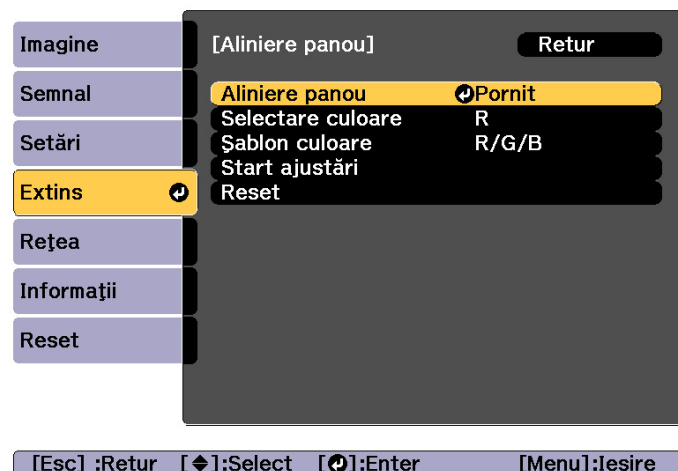 Imagine
Semnal
Setări
Extins
Reţea
Informaţii
Reset
[Aliniere panou] Retur
Aliniere panou Pornit
Selectare culoare R
Şablon culoare R/G/B
Start ajustări
Reset
[Esc] :Retur [◆]:Select [↵]:Enter [Menu]:Ieşire